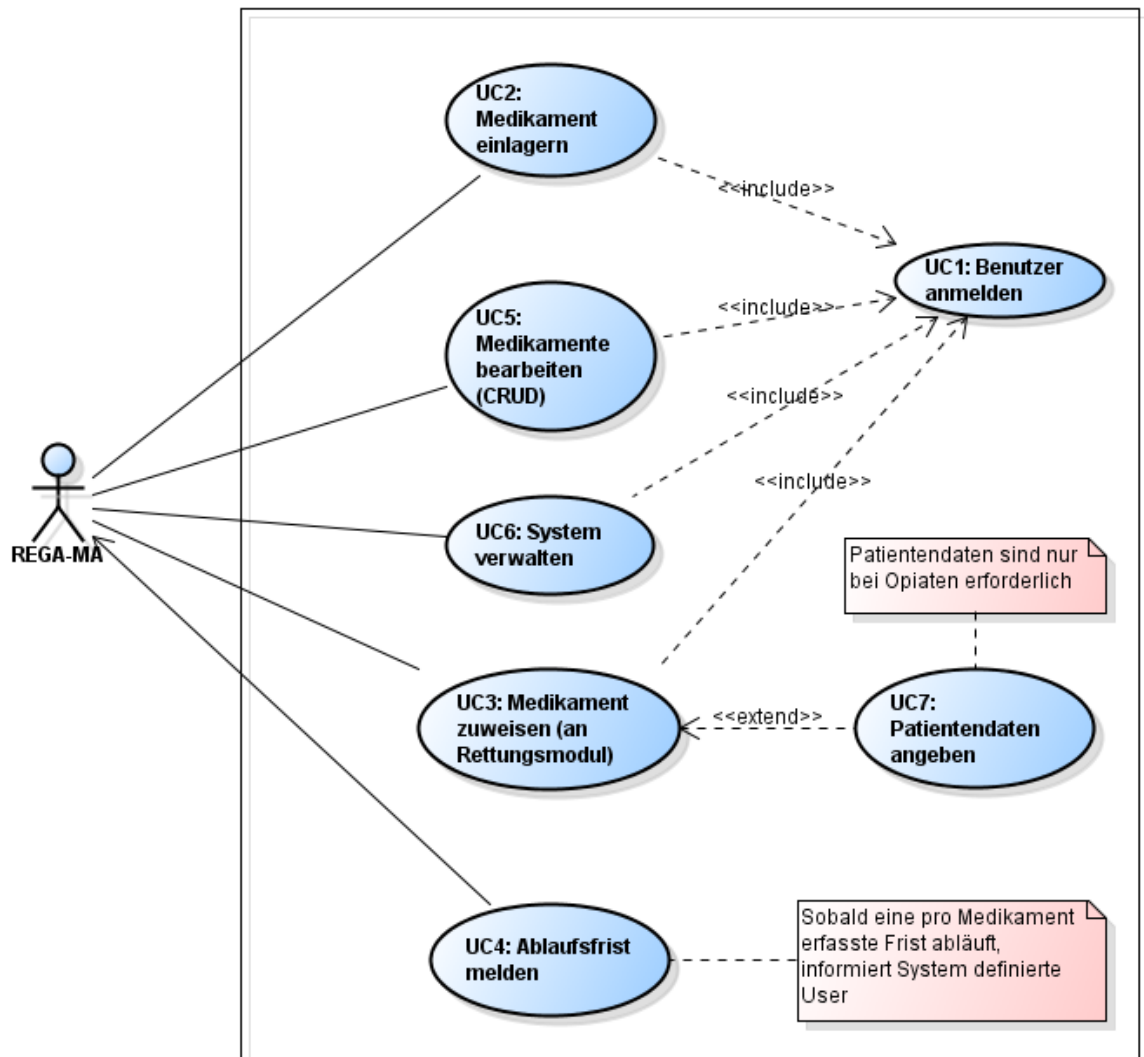 UC2:
Medikament
einlagern
<<include>>
UC1: Benutzer
anmelden
UC5:
Medikamente
bearbeiten
(CRUD)
<<include>>
<<include>>
<<include>>
REGA-MA
UC6: System
verwalten
Patientendaten sind nur
bei Opiaten erforderlich
UC3: Medikament
zuweisen (an
Rettungsmodul)
<<extend>>
UC7:
Patientendaten
angeben
UC4: Ablaufsfrist
melden
Sobald eine pro Medikament
erfasste Frist abläuft,
informiert System definierte
User